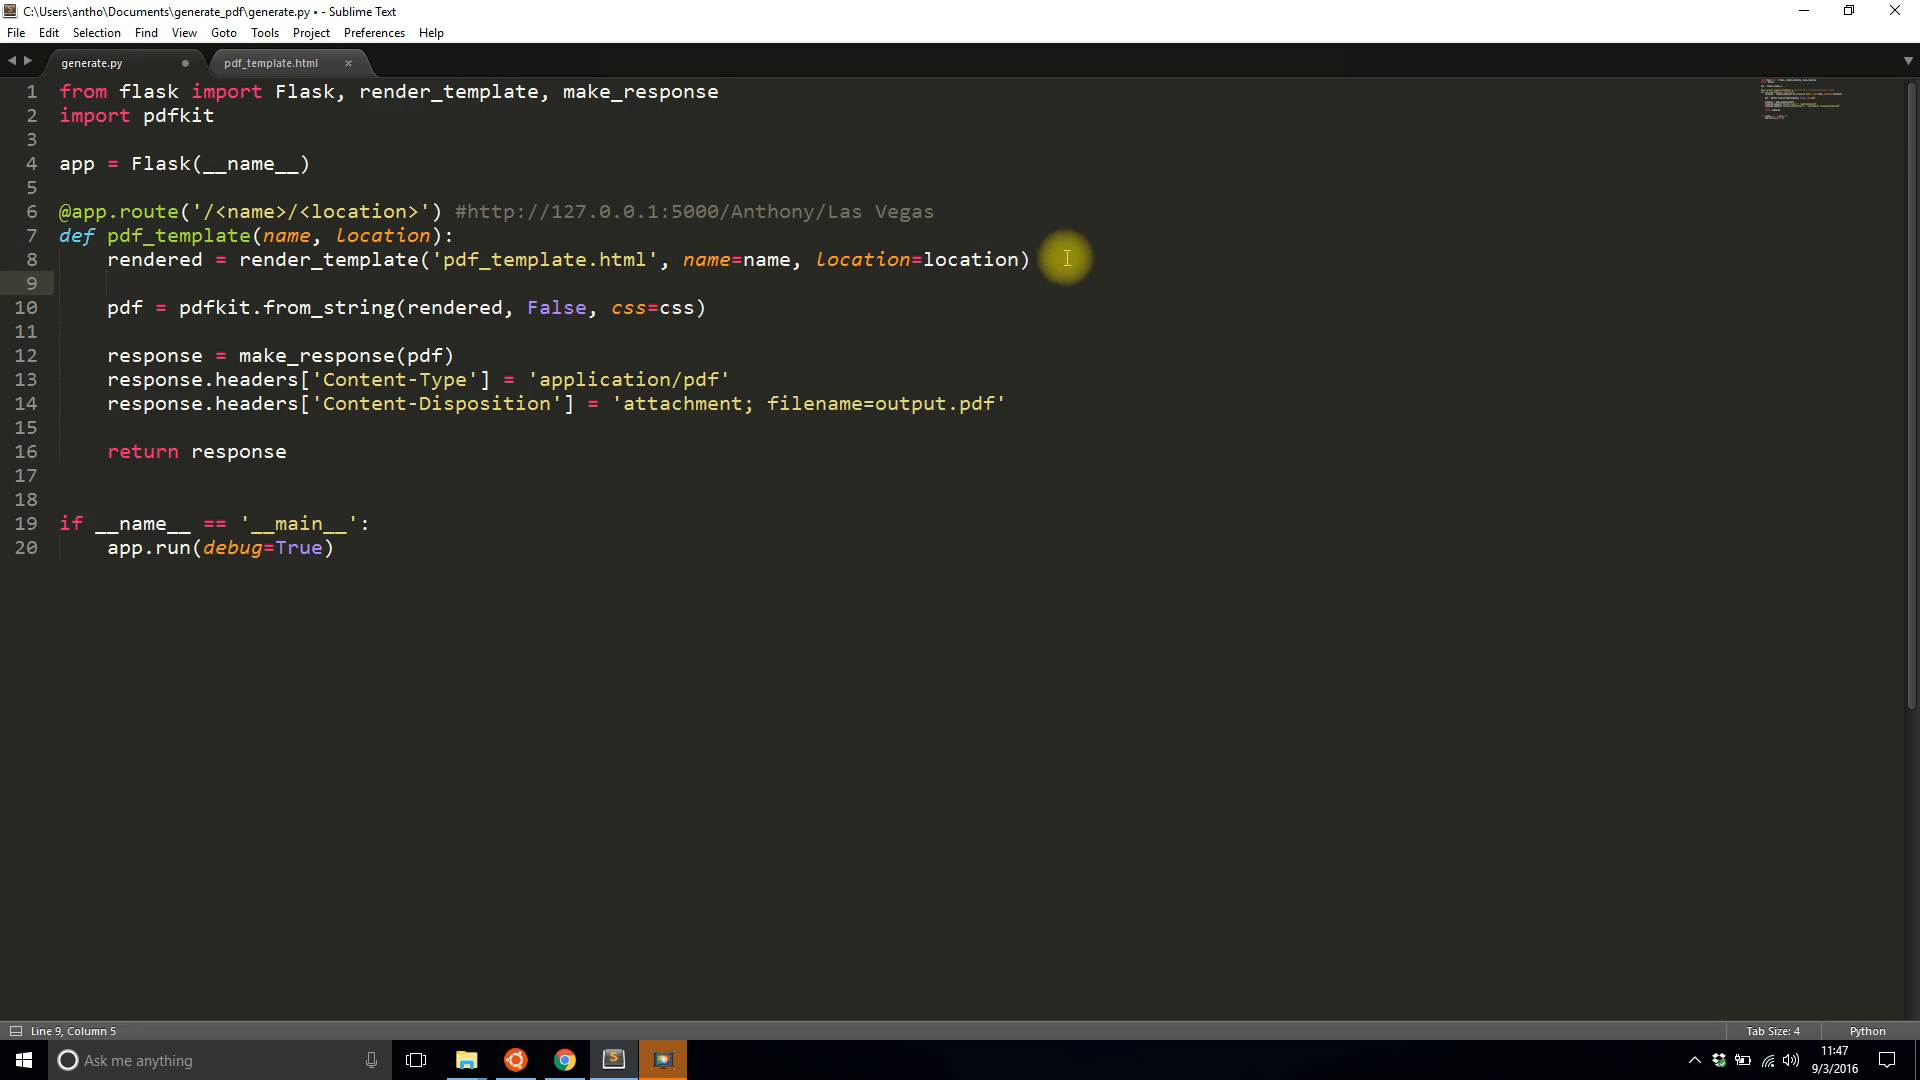 C:\Users\antho\Documents\generate_pdf\generate.py • - Sublime Text
File Edit Selection Find View Goto Tools Project Preferences Help
generate.py pdf_template.html
1 from flask import Flask, render_template, make_response
2 import pdfkit
3
4 app = Flask(__name__)
5
6 @app.route('/<name>/<location>') #http://127.0.0.1:5000/Anthony/Las Vegas
7 def pdf_template(name, location):
8 rendered = render_template('pdf_template.html', name=name, location=location)
9
10 pdf = pdfkit.from_string(rendered, False, css=css)
11
12 response = make_response(pdf)
13 response.headers['Content-Type'] = 'application/pdf'
14 response.headers['Content-Disposition'] = 'attachment; filename=output.pdf'
15
16 return response
17
18
19 if __name__ == '__main__':
20 app.run(debug=True)
Line 9, Column 5 Tab Size: 4 Python
Ask me anything 11:47
9/3/2016